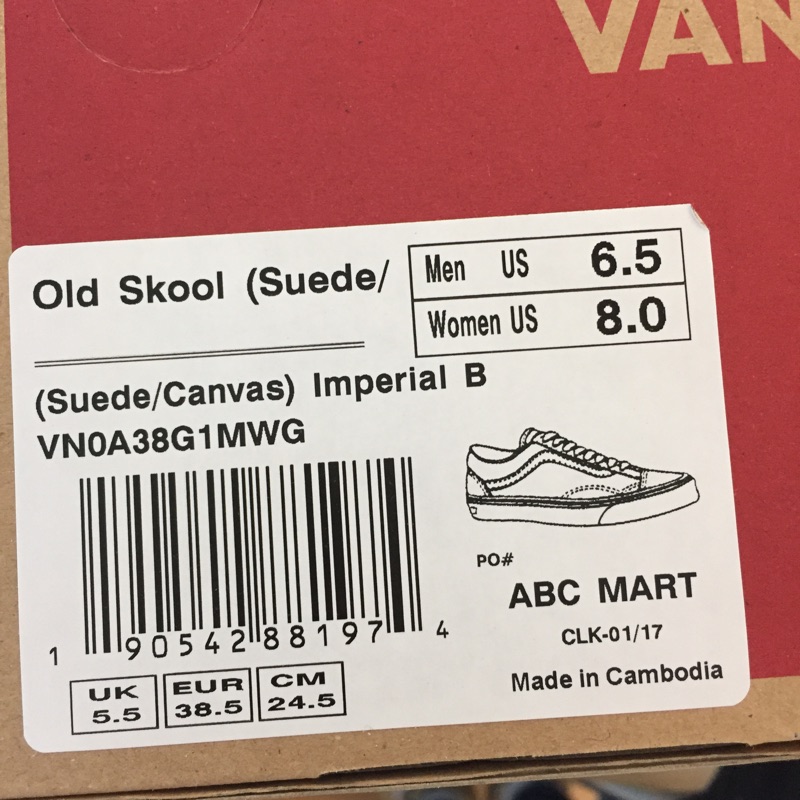 VAN
Old Skool (Suede/
Men US 6.5
Women US 8.0
(Suede/Canvas) Imperial B
VN0A38G1MWG
1 90542 88197 4
PO#
ABC MART
CLK-01/17
Made in Cambodia
UK 5.5
EUR 38.5
CM 24.5